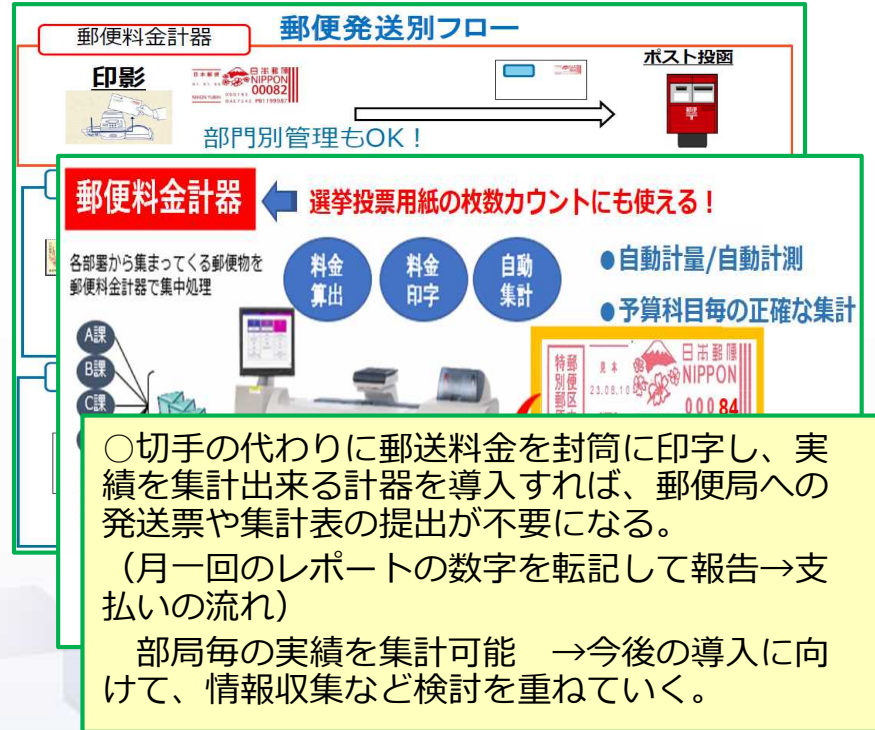 郵便発送別フロー
郵便料金計器
印影
日本郵便
NIPPON
00082
部門別管理もOK！
ポスト投函
郵便料金計器
選挙投票用紙の枚数カウントにも使える！
各部署から集まってくる郵便物を
郵便料金計器で集中処理
料金
算出
料金
印字
自動
集計
●自動計量/自動計測
●予算科目毎の正確な集計
A課
B課
C課
見本
23.08.10
日本郵便
NIPPON
00084
○切手の代わりに郵送料金を封筒に印字し、実
績を集計出来る計器を導入すれば、郵便局への
発送票や集計表の提出が不要になる。
（月一回のレポートの数字を転記して報告→支
払いの流れ）
部局毎の実績を集計可能　→今後の導入に向
けて、情報収集など検討を重ねていく。